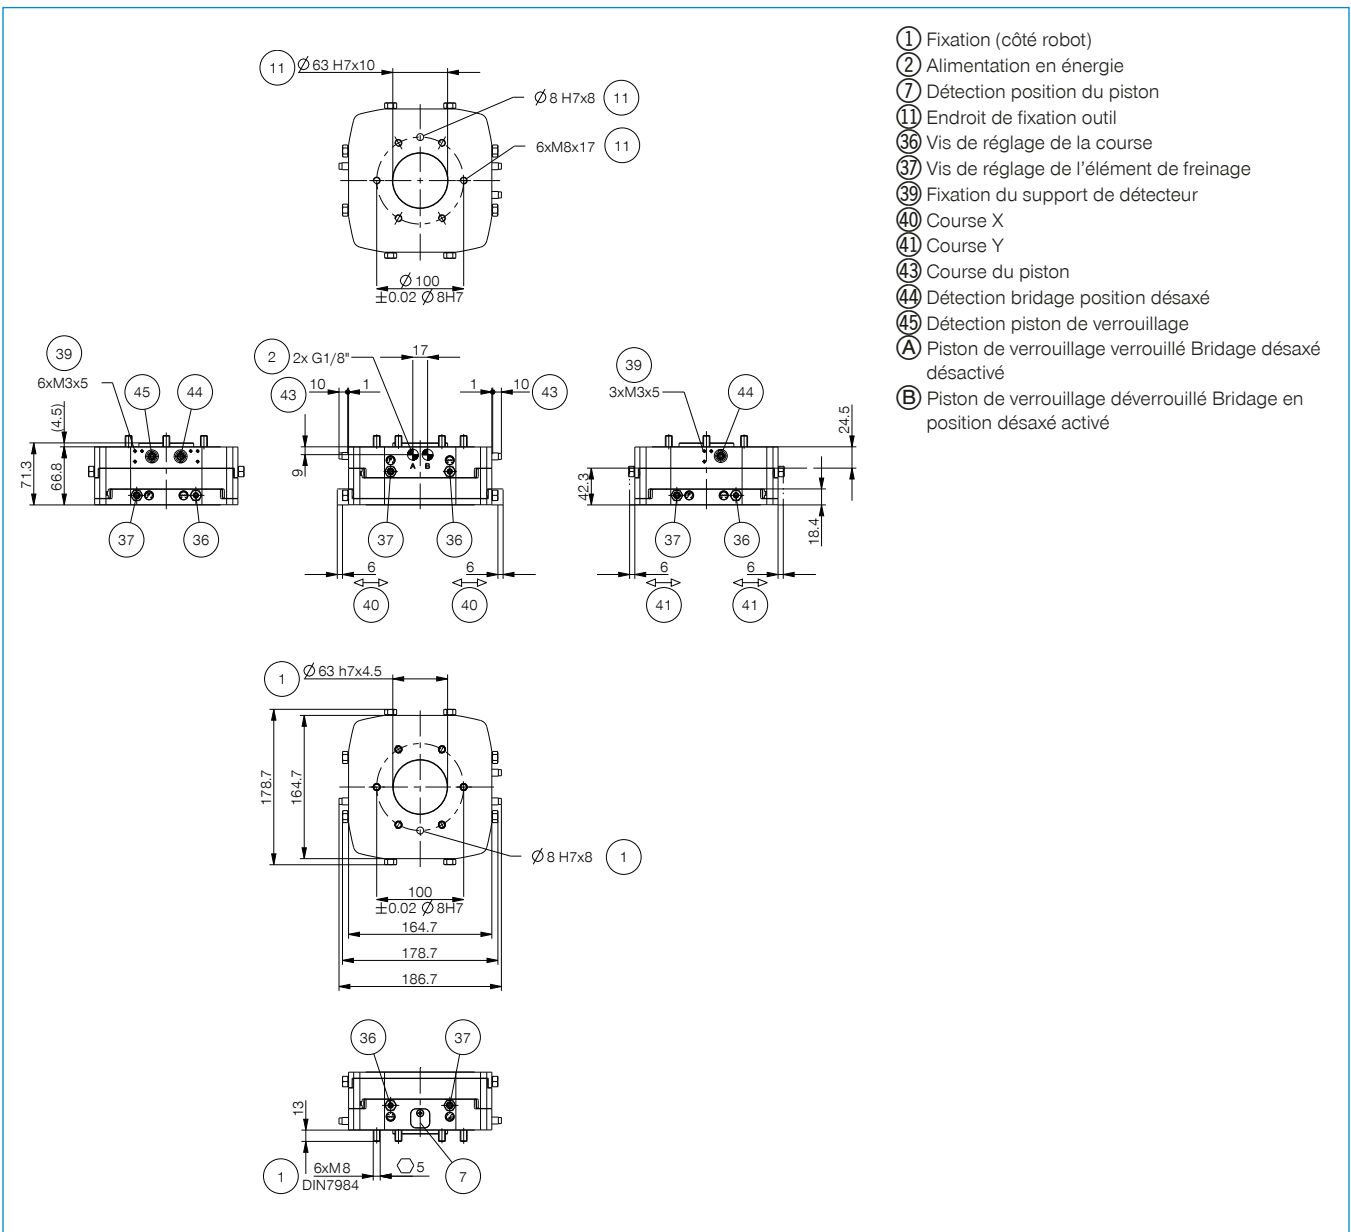 11 Ø 63 H7x10
Ø 8 H7x8 11
6xM8x17 11
Ø 100
±0.02 Ø 8H7
39
6xM3x5
45
44
(4.5)
71.3
66.8
37
36
2 2x G1/8"
17
43
10
1
1
10
43
9
A
B
37
36
6
6
40
40
39
3xM3x5
44
24.5
42.3
18.4
37
36
6
6
41
41
1 Ø 63 h7x4.5
178.7
164.7
Ø 8 H7x8 1
100
±0.02 Ø 8H7
164.7
178.7
186.7
36
37
13
1
6xM8
DIN7984
5
7
1 Fixation (côté robot)
2 Alimentation en énergie
7 Détection position du piston
11 Endroit de fixation outil
36 Vis de réglage de la course
37 Vis de réglage de l'élément de freinage
39 Fixation du support de détecteur
40 Course X
41 Course Y
43 Course du piston
44 Détection bridage position désaxé
45 Détection piston de verrouillage
A Piston de verrouillage verrouillé Bridage désaxé
désactivé
B Piston de verrouillage déverrouillé Bridage en
position désaxé activé